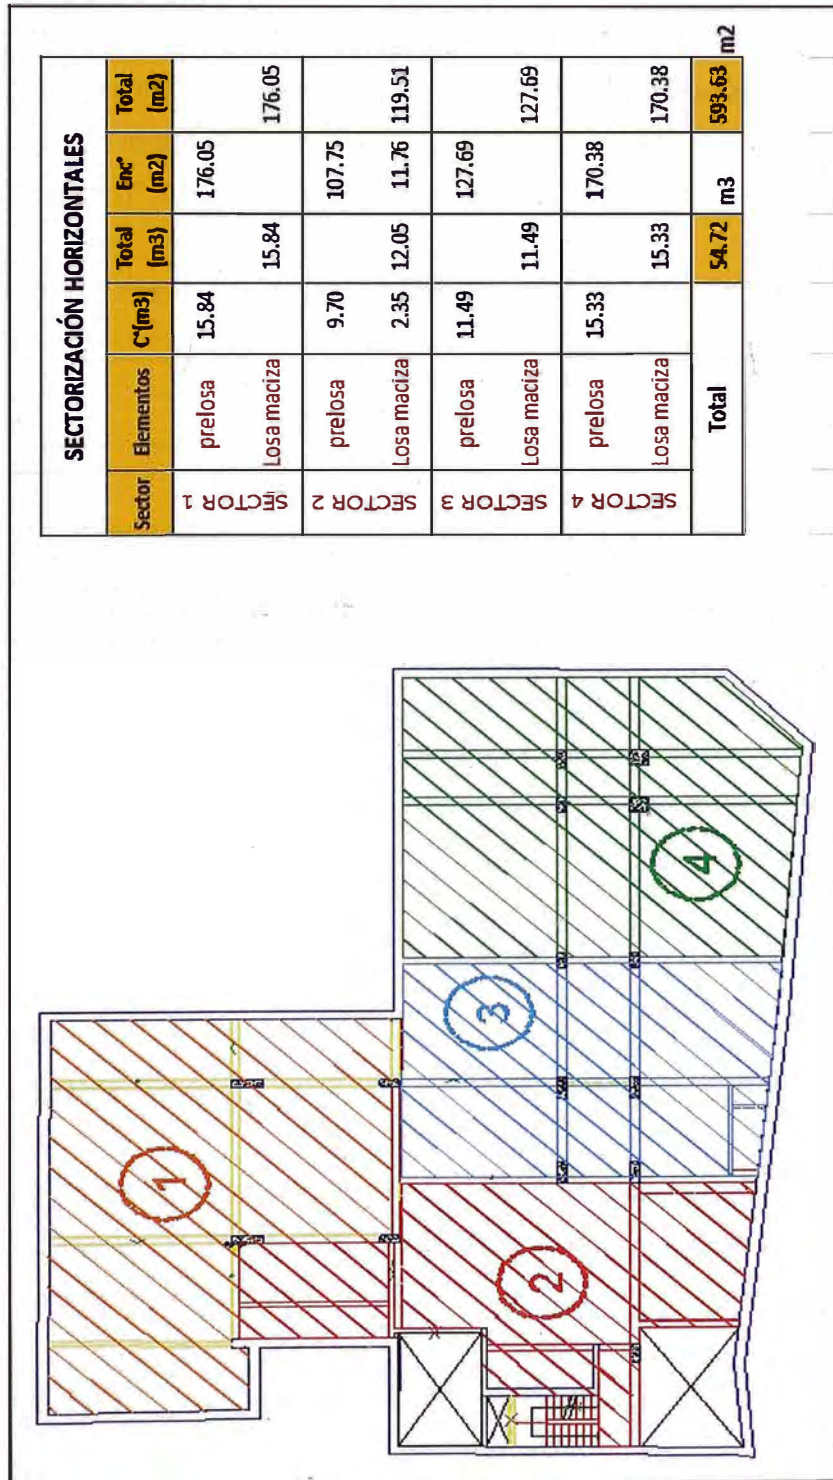 SECTORIZACIÓN HORIZONTALES
Sector Elementos C°(m3) Total (m3) Enc° (m2) Total (m2)
SECTOR 1
prelosa 15.84 176.05
Losa maciza 15.84 176.05
SECTOR 2
prelosa 9.70 107.75
Losa maciza 2.35 12.05 11.76 119.51
SECTOR 3
prelosa 11.49 127.69
Losa maciza 11.49 127.69
SECTOR 4
prelosa 15.33 170.38
Losa maciza 15.33 170.38
Total 54.72 m3 593.63 m2
1
2
3
4